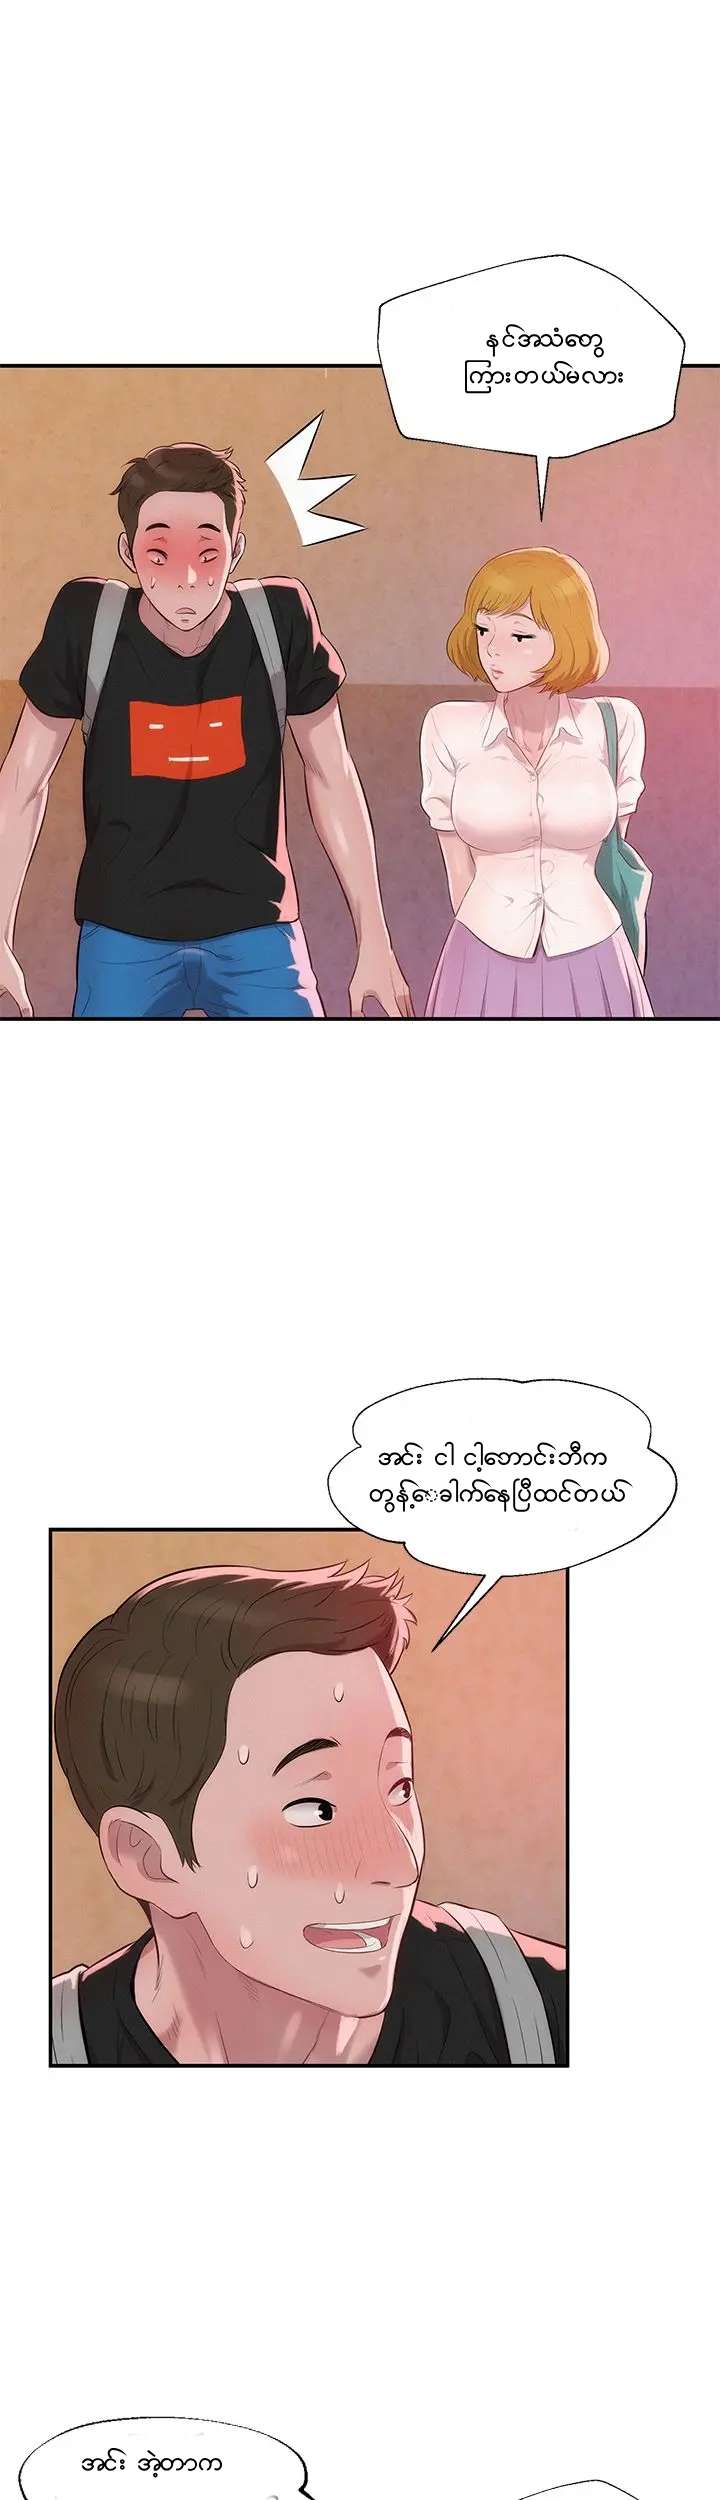 နင်အသံတွေ
ကြားတယ်မလား
အင်း ငါ ငါ့ဘောင်းဘီက
တွန့်ခေါက်နေပြီထင်တယ်
အင်း အဲ့တာက